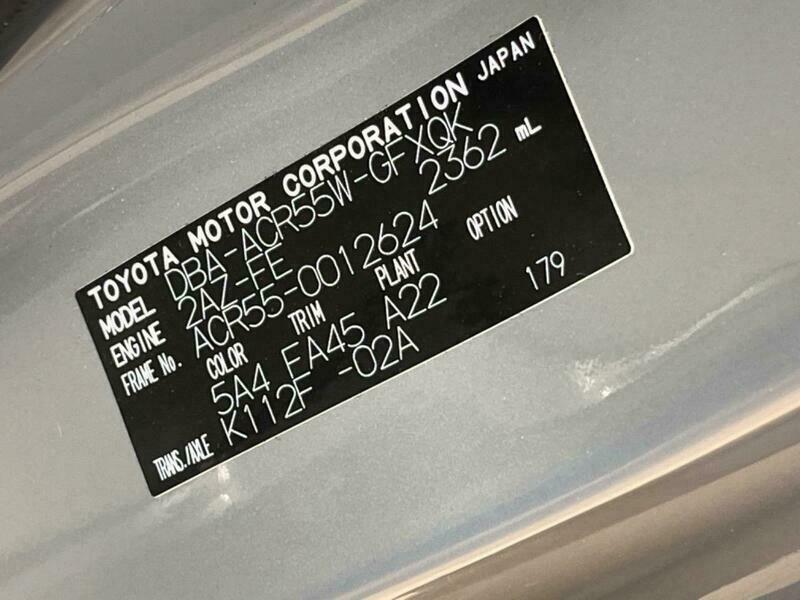 TOYOTA MOTOR CORPORATION JAPAN
MODEL DBA-ACR55W-GFXQK
ENGINE 2AZ-FE 2362 mL
FRAME No. ACR55-0012624
COLOR TRIM PLANT OPTION
5A4 FA45 A22 179
TRANS./AXLE K112F -02A